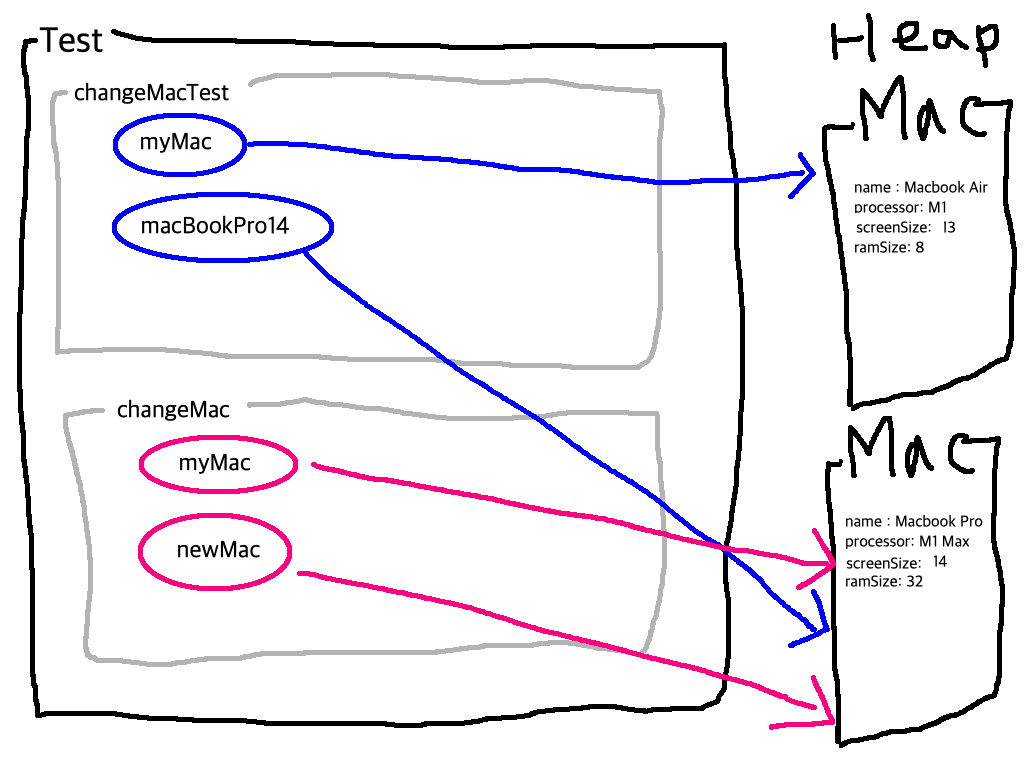 Test
changeMacTest
myMac
macBookPro14
changeMac
myMac
newMac
Heap
Mac
name : Macbook Air
processor: M1
screenSize: 13
ramSize: 8
Mac
name : Macbook Pro
processor: M1 Max
screenSize: 14
ramSize: 32